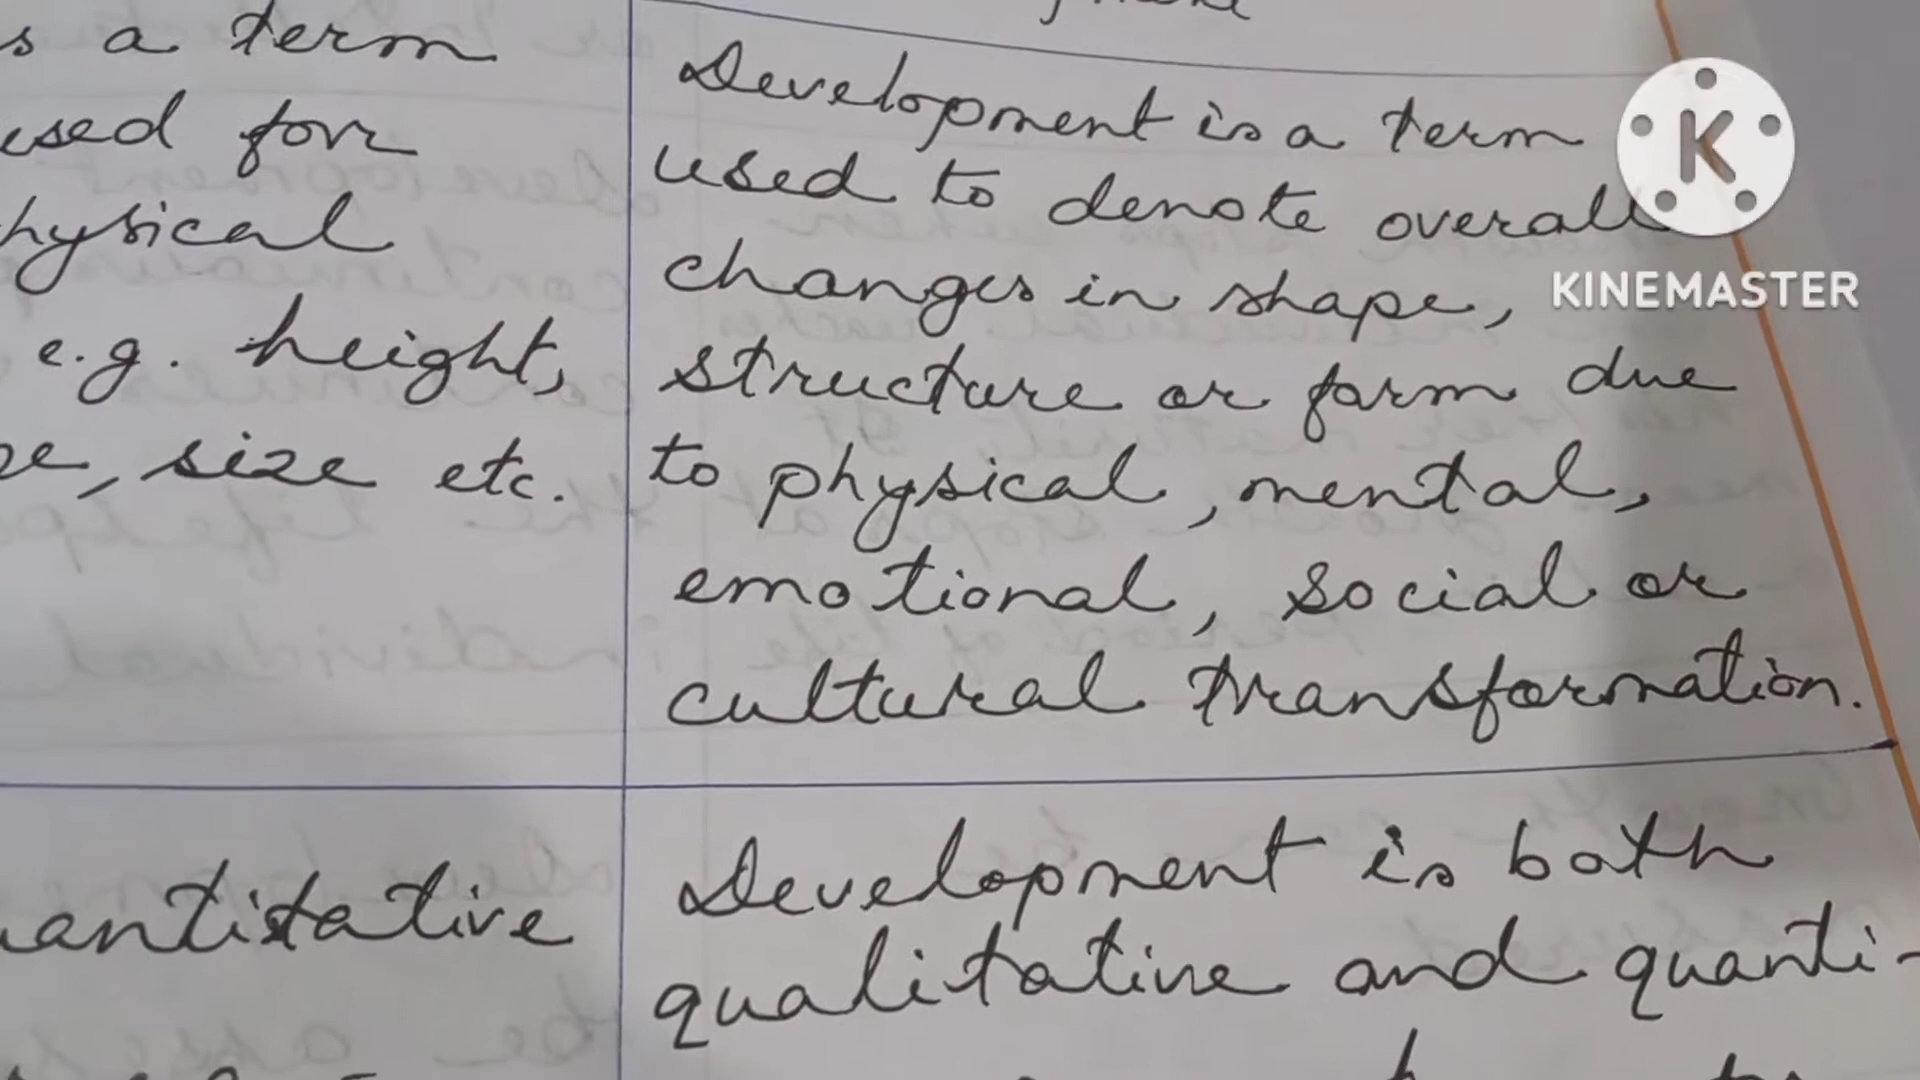 s a term
used for
hysical
e.g. height,
ze, size etc.
antitative
Development is a term
used to denote overall
changes in shape,
structure or form due
to physical, mental,
emotional, social or
cultural transformation.
Development is both
qualitative and quanti-
K
KINEMASTER